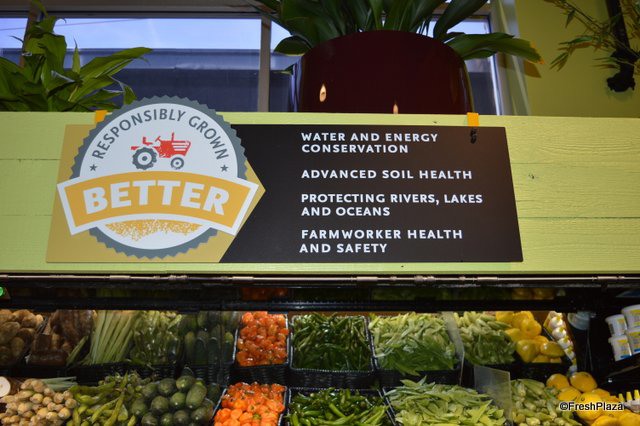 RESPONSIBLY GROWN
BETTER
WATER AND ENERGY
CONSERVATION
ADVANCED SOIL HEALTH
PROTECTING RIVERS, LAKES
AND OCEANS
FARMWORKER HEALTH
AND SAFETY
©FreshPlaza